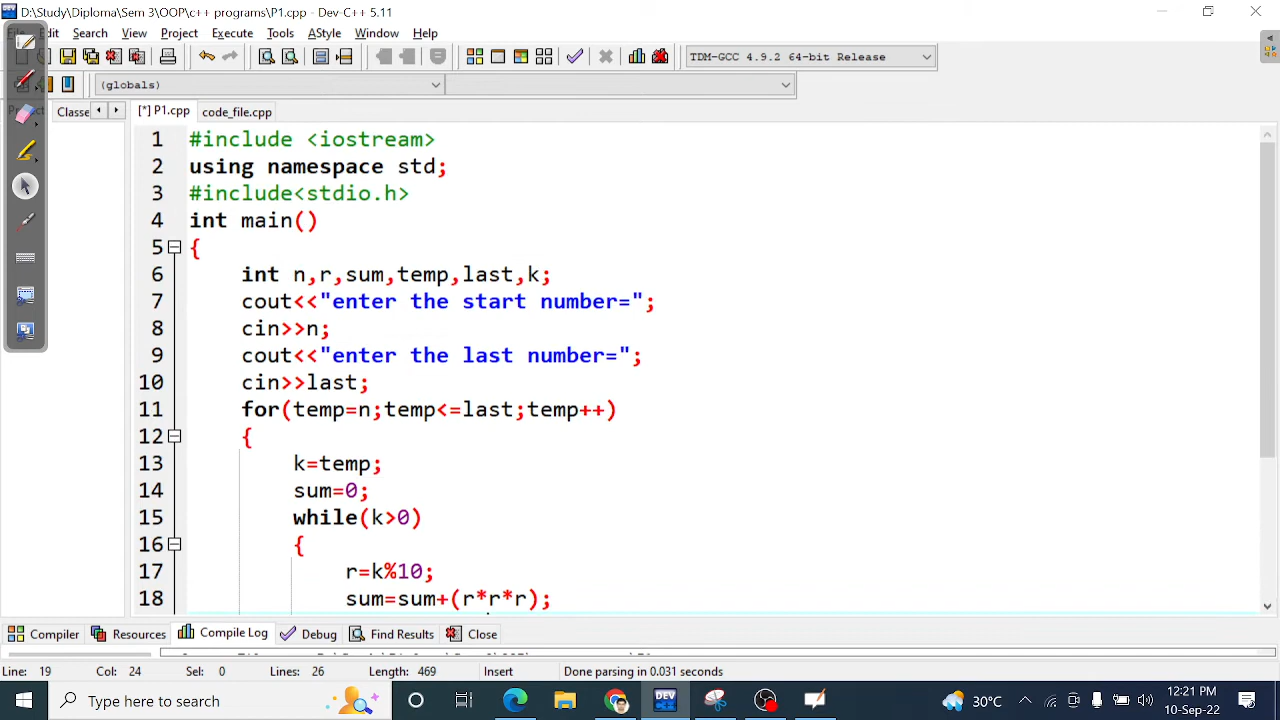 D:\Study\Diploma\Sem 3\OOP\c++ programs\P1.cpp - Dev-C++ 5.11
Edit Search View Project Execute Tools AStyle Window Help
TDM-GCC 4.9.2 64-bit Release
(globals)
Classe [*] P1.cpp code_file.cpp
1 #include <iostream>
2 using namespace std;
3 #include<stdio.h>
4 int main()
5 {
6 int n,r,sum,temp,last,k;
7 cout<<"enter the start number=";
8 cin>>n;
9 cout<<"enter the last number=";
10 cin>>last;
11 for(temp=n;temp<=last;temp++)
12 {
13 k=temp;
14 sum=0;
15 while(k>0)
16 {
17 r=k%10;
18 sum=sum+(r*r*r);
Compiler Resources Compile Log Debug Find Results Close
Line: 19 Col: 24 Sel: 0 Lines: 26 Length: 469 Insert Done parsing in 0.031 seconds
Type here to search
DEV
30°C
12:21 PM
10-Sep-22